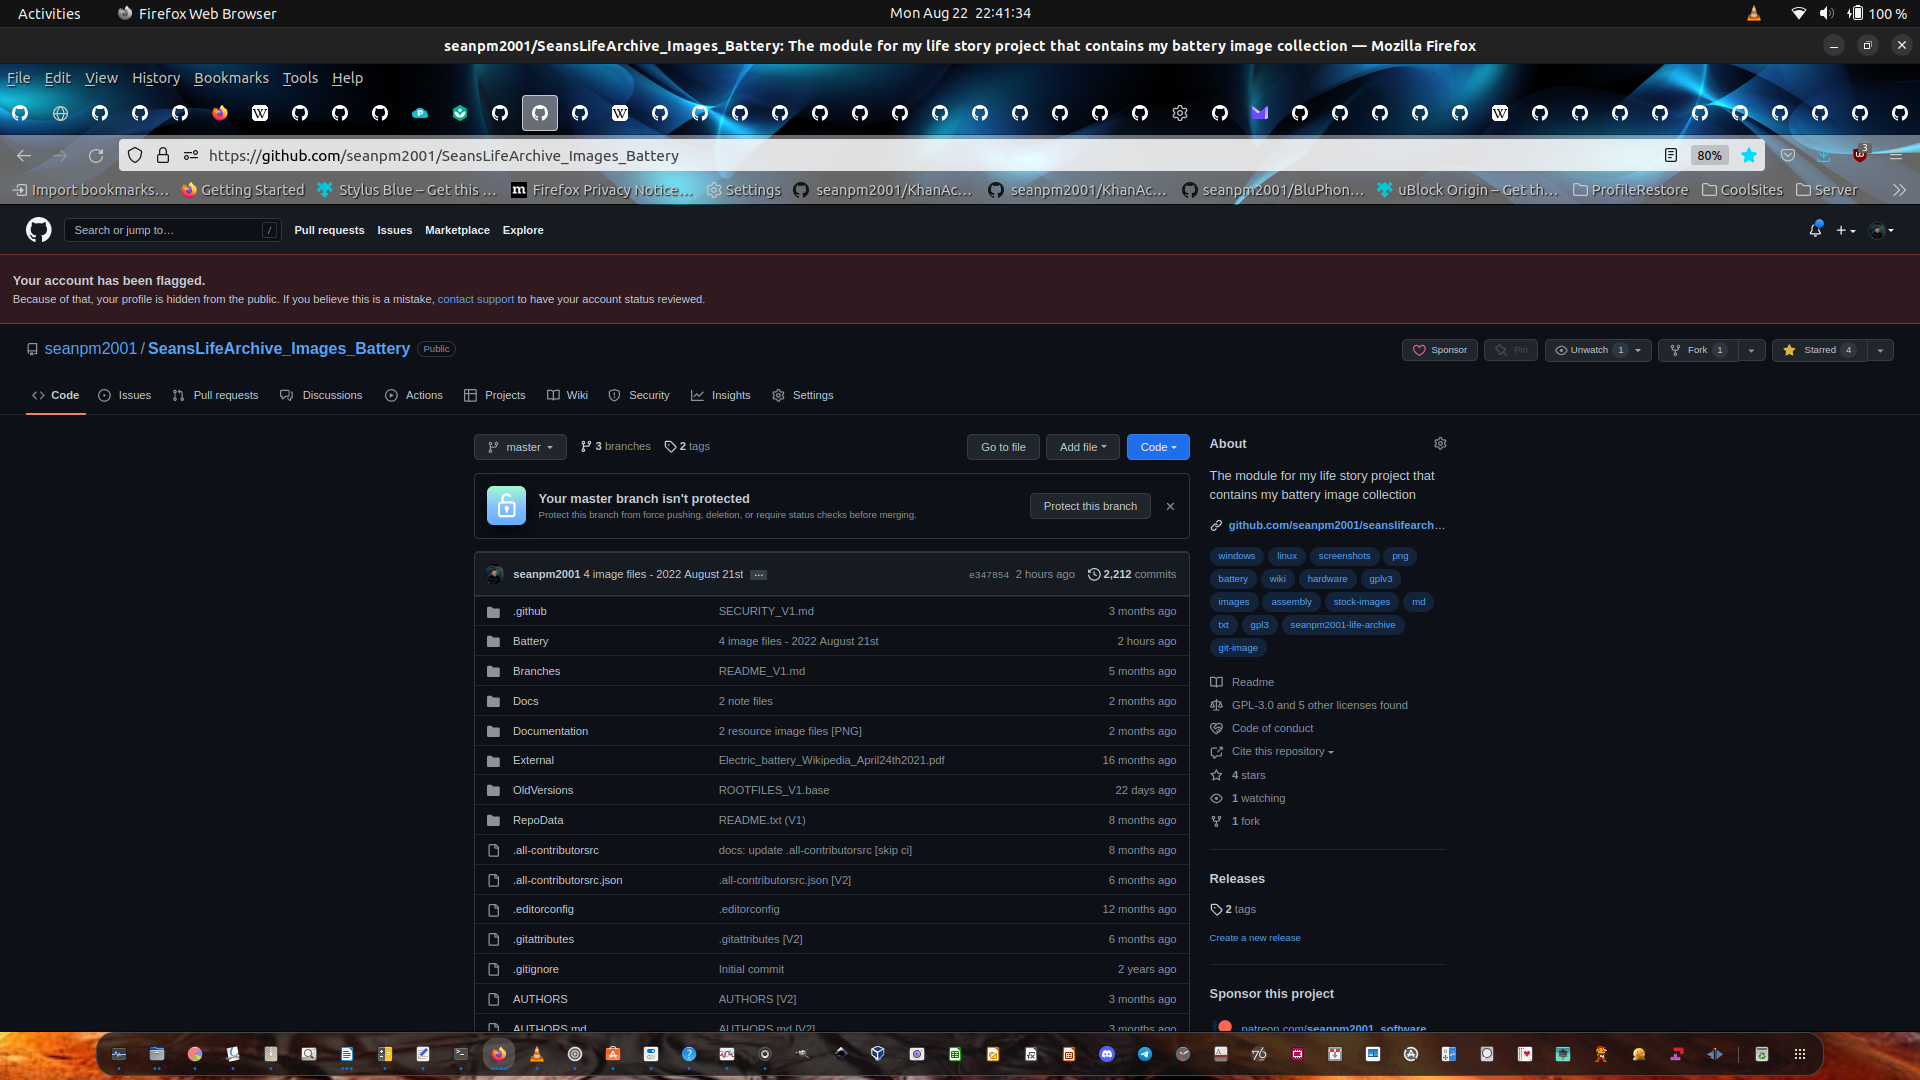 Activities
Firefox Web Browser
Mon Aug 22 22:41:34
100 %
seanpm2001/SeansLifeArchive_Images_Battery: The module for my life story project that contains my battery image collection — Mozilla Firefox
File Edit View History Bookmarks Tools Help
https://github.com/seanpm2001/SeansLifeArchive_Images_Battery
80%
3
Import bookmarks…
Getting Started
Stylus Blue – Get this …
Firefox Privacy Notice…
Settings
seanpm2001/KhanAc…
seanpm2001/KhanAc…
seanpm2001/BluPhon…
uBlock Origin – Get th…
ProfileRestore
CoolSites
Server
Search or jump to…
/
Pull requests
Issues
Marketplace
Explore
Your account has been flagged.
Because of that, your profile is hidden from the public. If you believe this is a mistake, contact support to have your account status reviewed.
seanpm2001 / SeansLifeArchive_Images_Battery
Public
Sponsor
Pin
Unwatch 1
Fork 1
Starred 4
Code
Issues
Pull requests
Discussions
Actions
Projects
Wiki
Security
Insights
Settings
master
3 branches
2 tags
Go to file
Add file
Code
Your master branch isn't protected
Protect this branch from force pushing, deletion, or require status checks before merging.
Protect this branch
seanpm2001 4 image files - 2022 August 21st …
e347854 2 hours ago
2,212 commits
.github SECURITY_V1.md 3 months ago
Battery 4 image files - 2022 August 21st 2 hours ago
Branches README_V1.md 5 months ago
Docs 2 note files 2 months ago
Documentation 2 resource image files [PNG] 2 months ago
External Electric_battery_Wikipedia_April24th2021.pdf 16 months ago
OldVersions ROOTFILES_V1.base 22 days ago
RepoData README.txt (V1) 8 months ago
.all-contributorsrc docs: update .all-contributorsrc [skip ci] 8 months ago
.all-contributorsrc.json .all-contributorsrc.json [V2] 6 months ago
.editorconfig .editorconfig 12 months ago
.gitattributes .gitattributes [V2] 6 months ago
.gitignore Initial commit 2 years ago
AUTHORS AUTHORS [V2] 3 months ago
AUTHORS.md AUTHORS.md [V2] 3 months ago
About
The module for my life story project that
contains my battery image collection
github.com/seanpm2001/seanslifearch…
windows linux screenshots png
battery wiki hardware gplv3
images assembly stock-images md
txt gpl3 seanpm2001-life-archive
git-image
Readme
GPL-3.0 and 5 other licenses found
Code of conduct
Cite this repository
4 stars
1 watching
1 fork
Releases
2 tags
Create a new release
Sponsor this project
patreon.com/seanpm2001_software